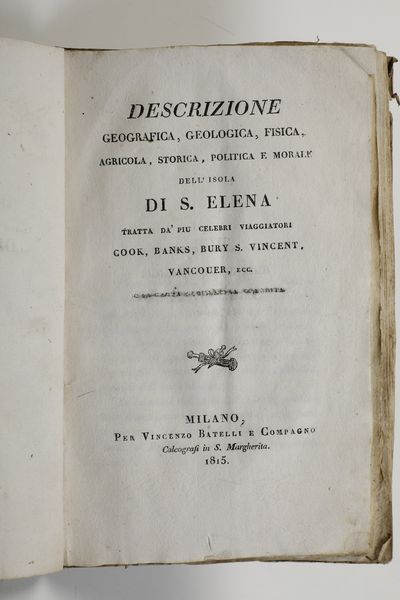 DESCRIZIONE
GEOGRAFICA, GEOLOGICA, FISICA,
AGRICOLA, STORICA, POLITICA E MORALE
DELL'ISOLA
DI S. ELENA
TRATTA DA' PIU CELEBRI VIAGGIATORI
COOK, BANKS, BURY S. VINCENT,
VANCOUER, ECC.
MILANO,
PER VINCENZO BATELLI E COMPAGNO
Calcografi in S. Margherita.
1815.